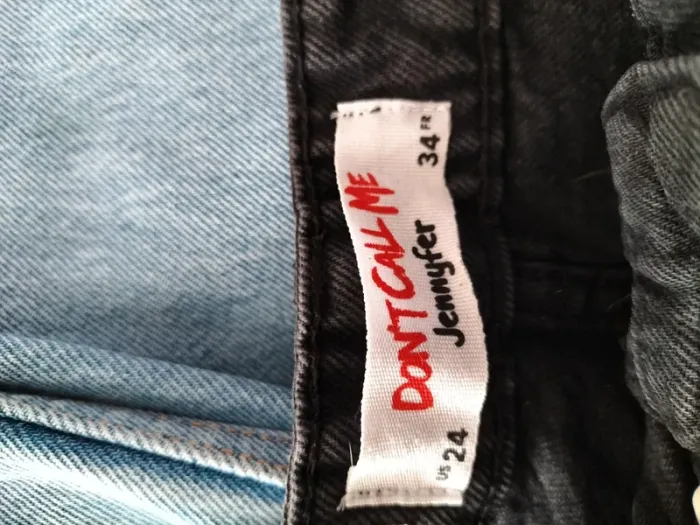 US 24
DON'T CALL ME
Jennyfer
34 FR